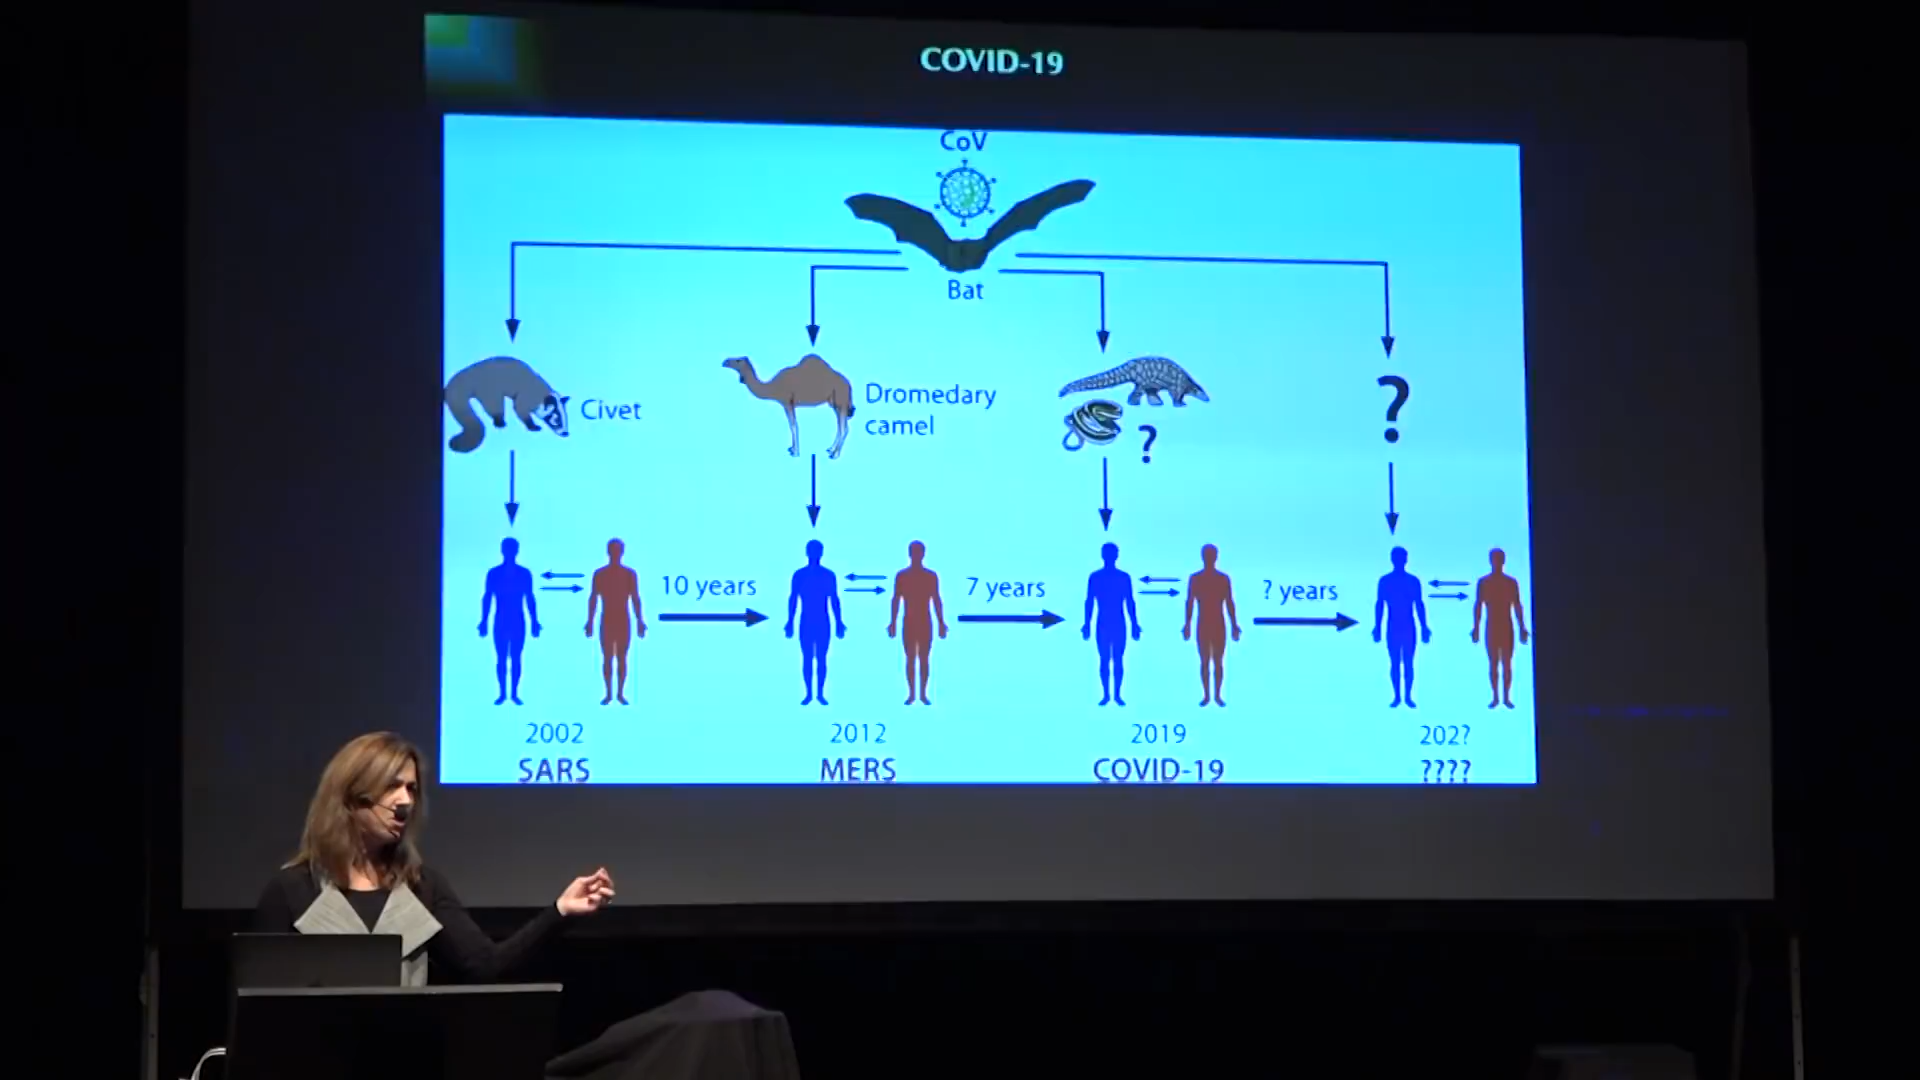 COVID-19
CoV
Bat
Civet
Dromedary
camel
?
?
10 years
7 years
? years
2002
2012
2019
202?
SARS
MERS
COVID-19
????